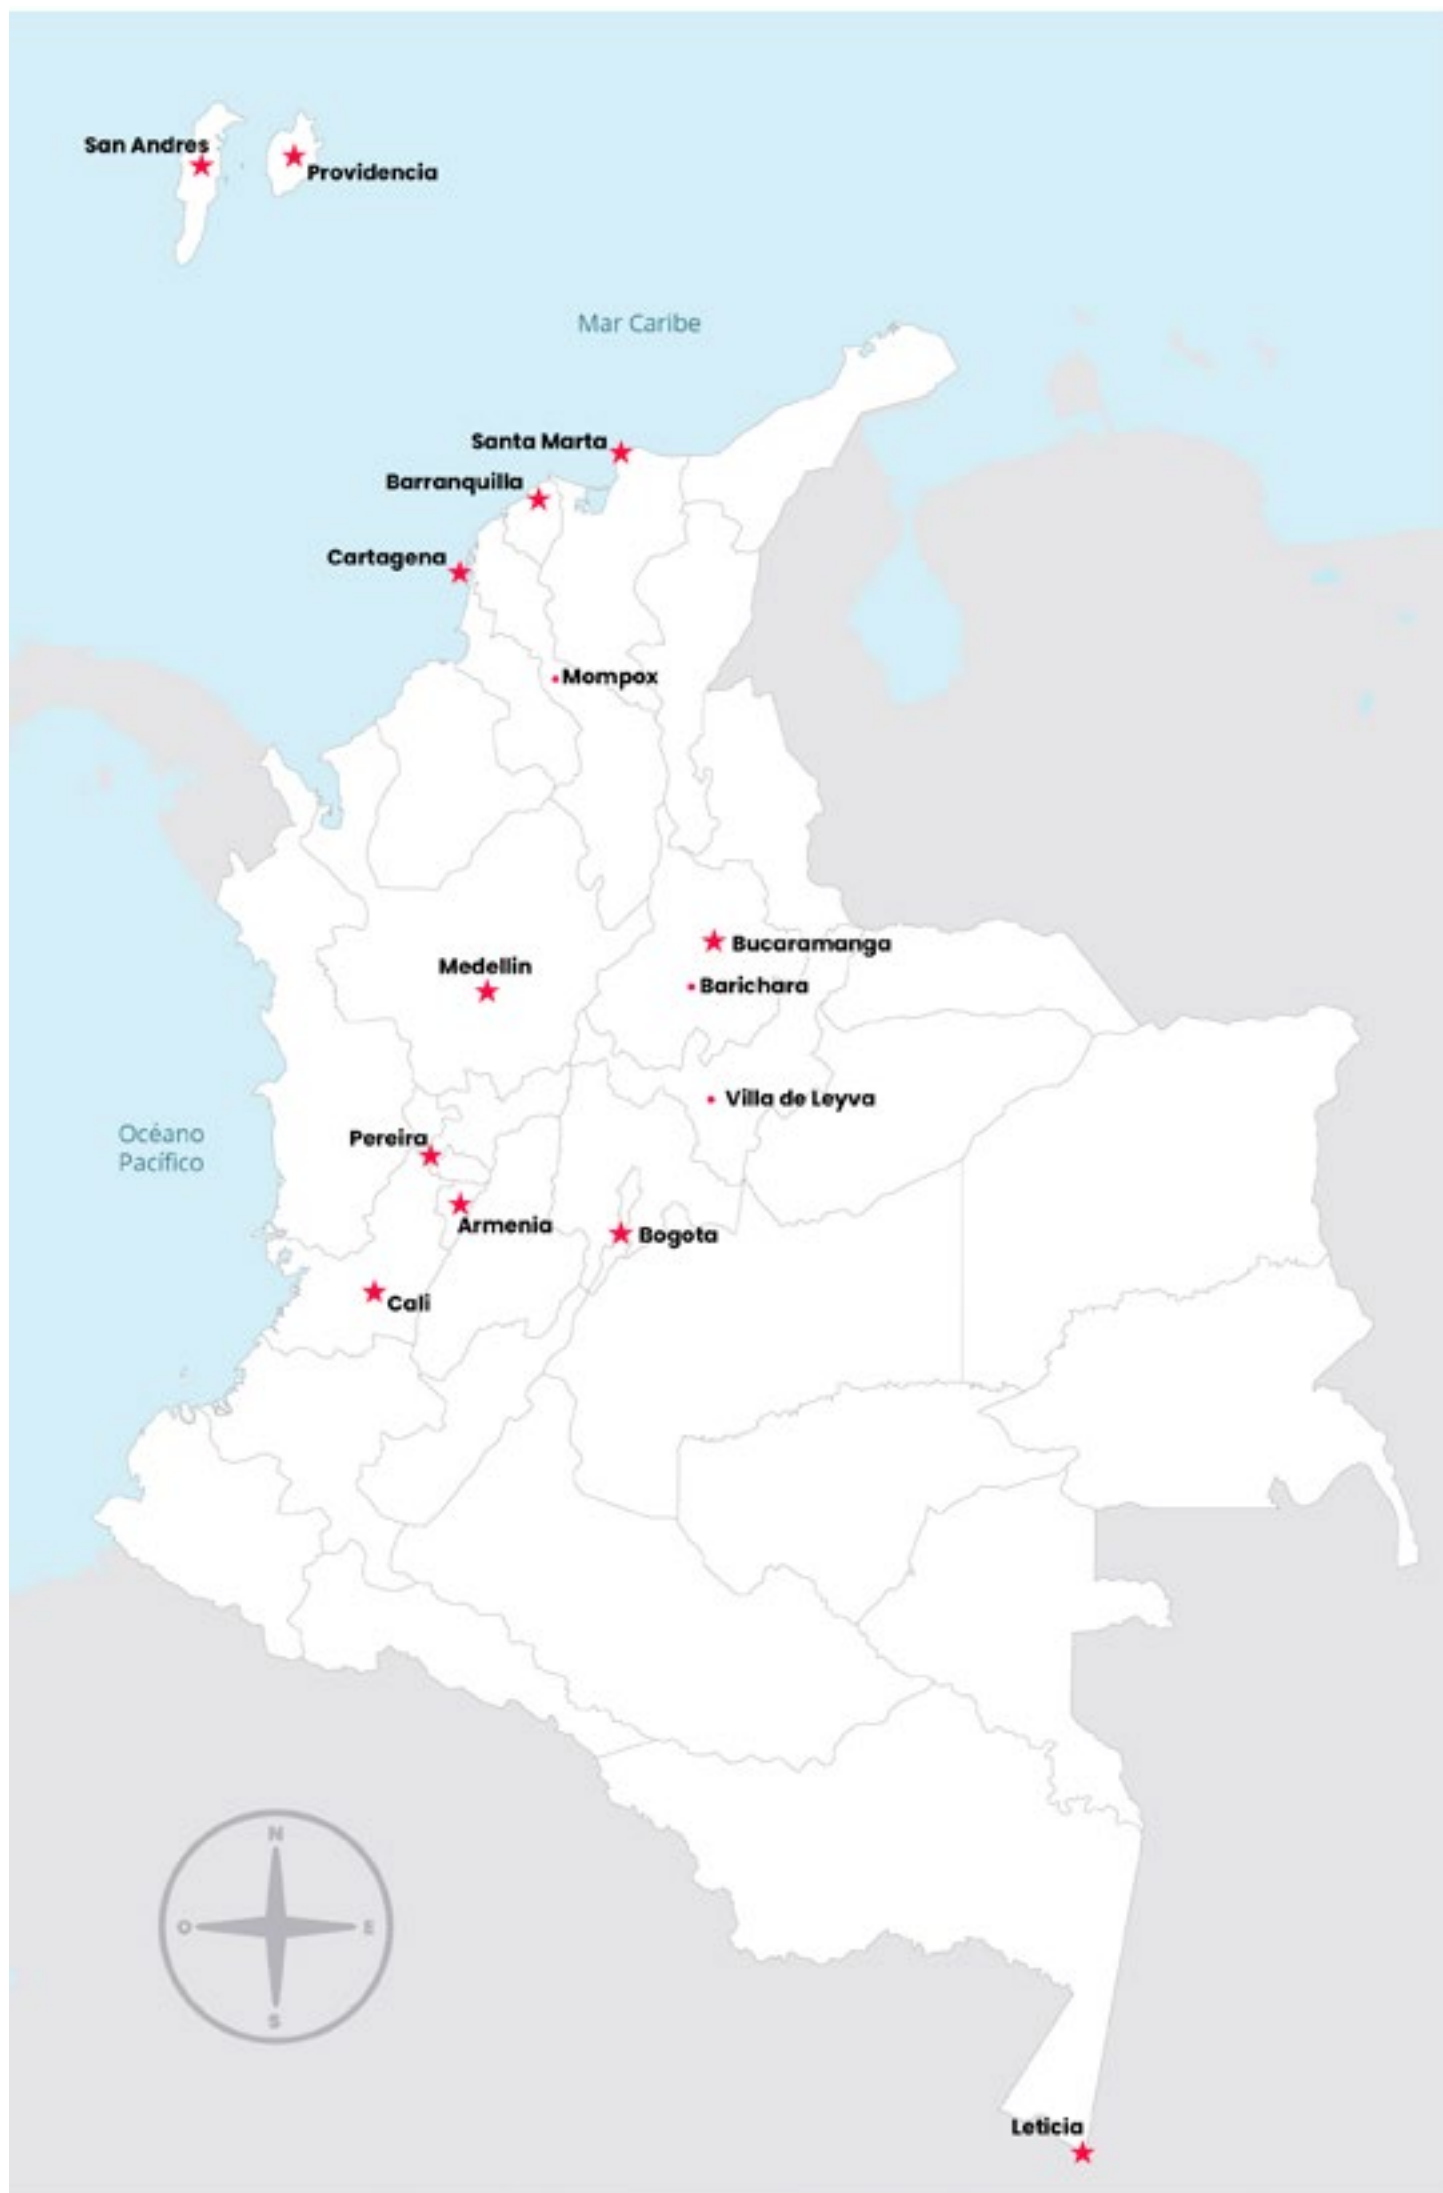 San Andres
Providencia
Mar Caribe
Santa Marta
Barranquilla
Cartagena
Mompox
Bucaramanga
Medellin
Barichara
Villa de Leyva
Océano
Pacífico
Pereira
Armenia
Bogota
Cali
N
O
E
S
Leticia